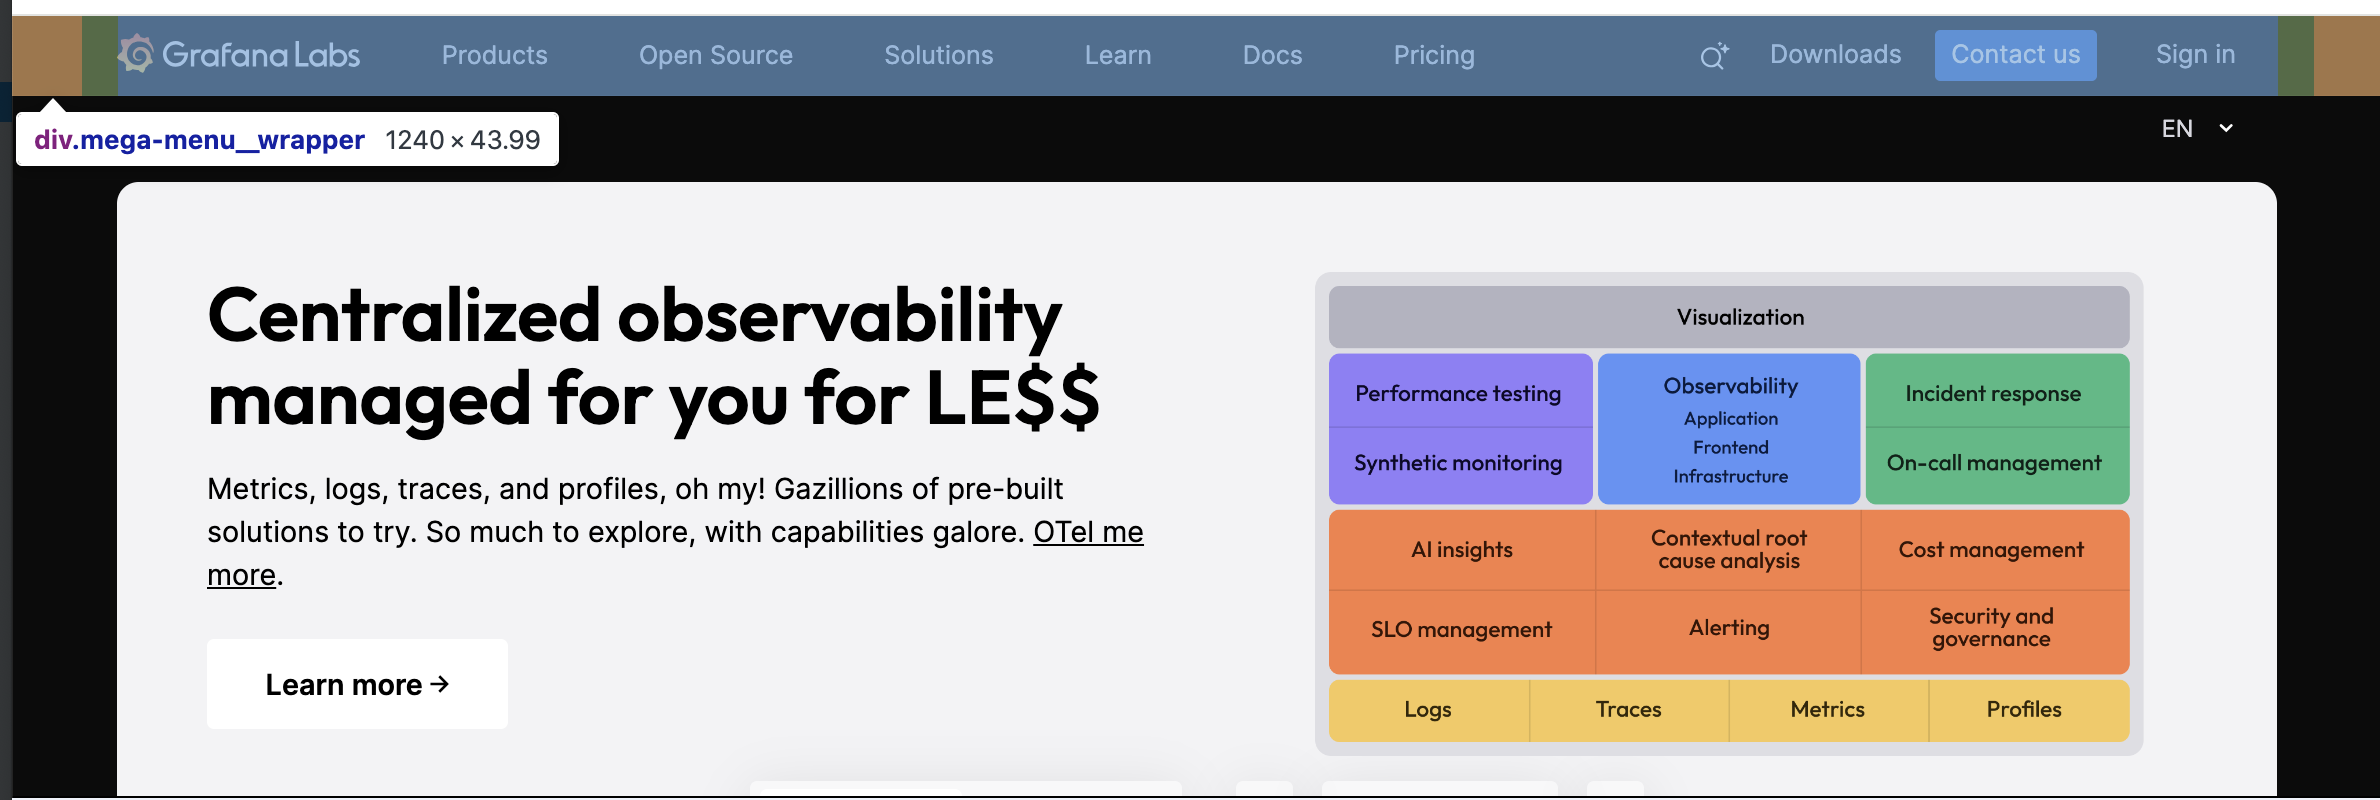 Grafana Labs
Products
Open Source
Solutions
Learn
Docs
Pricing
Downloads
Contact us
Sign in
div.mega-menu__wrapper 1240 × 43.99
EN
Centralized observability
managed for you for LE$$
Metrics, logs, traces, and profiles, oh my! Gazillions of pre-built
solutions to try. So much to explore, with capabilities galore. OTel me
more.
Learn more →
Visualization
Performance testing
Synthetic monitoring
Observability
Application
Frontend
Infrastructure
Incident response
On-call management
AI insights
Contextual root
cause analysis
Cost management
SLO management
Alerting
Security and
governance
Logs
Traces
Metrics
Profiles